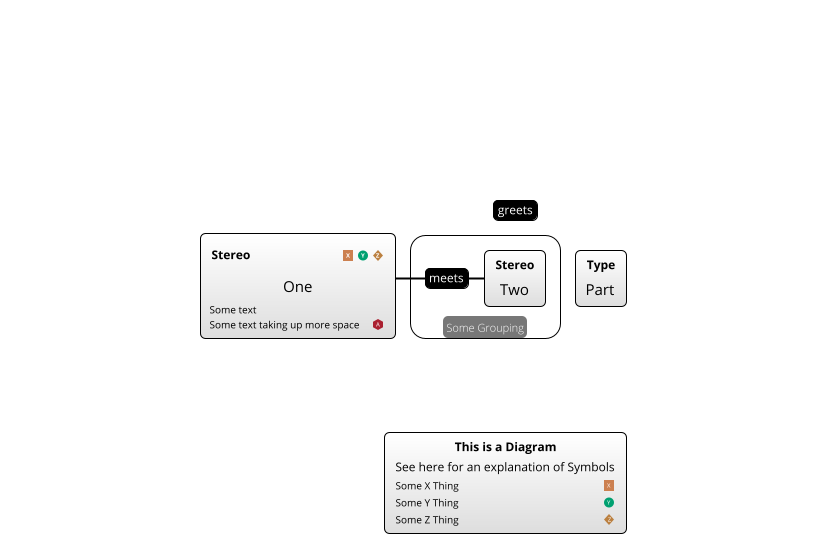 greets
Stereo X Y Z
One
Some text
Some text taking up more space A
meets
Stereo
Two
Some Grouping
Type
Part
This is a Diagram
See here for an explanation of Symbols
Some X Thing X
Some Y Thing Y
Some Z Thing Z